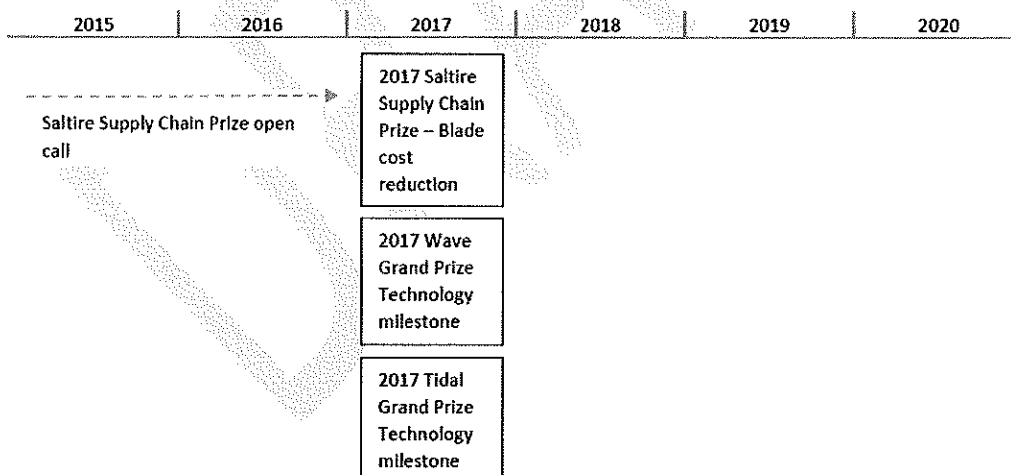 2015 2016 2017 2018 2019 2020
Saltire Supply Chain Prize open
call
2017 Saltire
Supply Chain
Prize – Blade
cost
reduction
2017 Wave
Grand Prize
Technology
milestone
2017 Tidal
Grand Prize
Technology
milestone